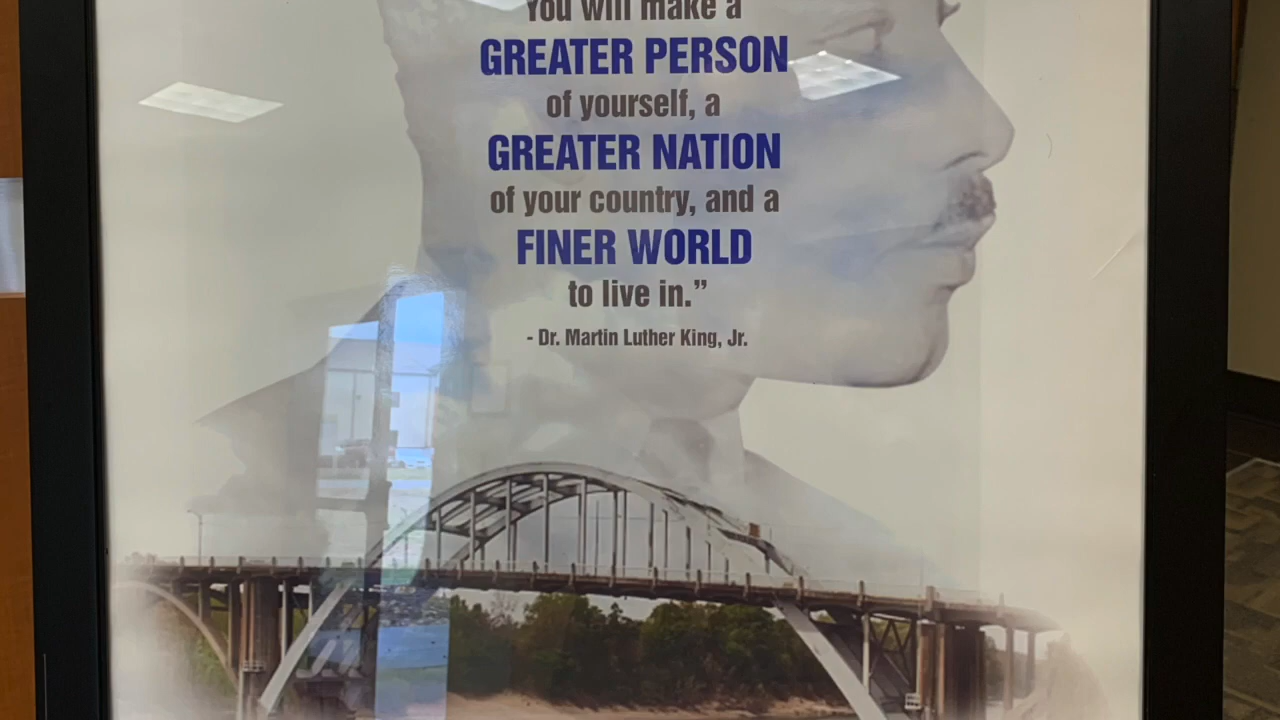 You will make a
GREATER PERSON
of yourself, a
GREATER NATION
of your country, and a
FINER WORLD
to live in.”
- Dr. Martin Luther King, Jr.